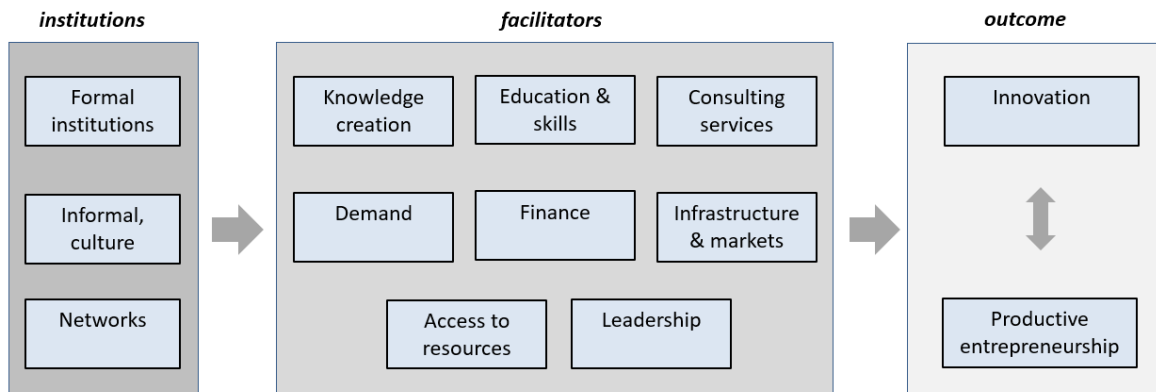 institutions
facilitators
outcome
Formal
institutions
Informal,
culture
Networks
Knowledge
creation
Education &
skills
Consulting
services
Demand
Finance
Infrastructure
& markets
Access to
resources
Leadership
Innovation
Productive
entrepreneurship